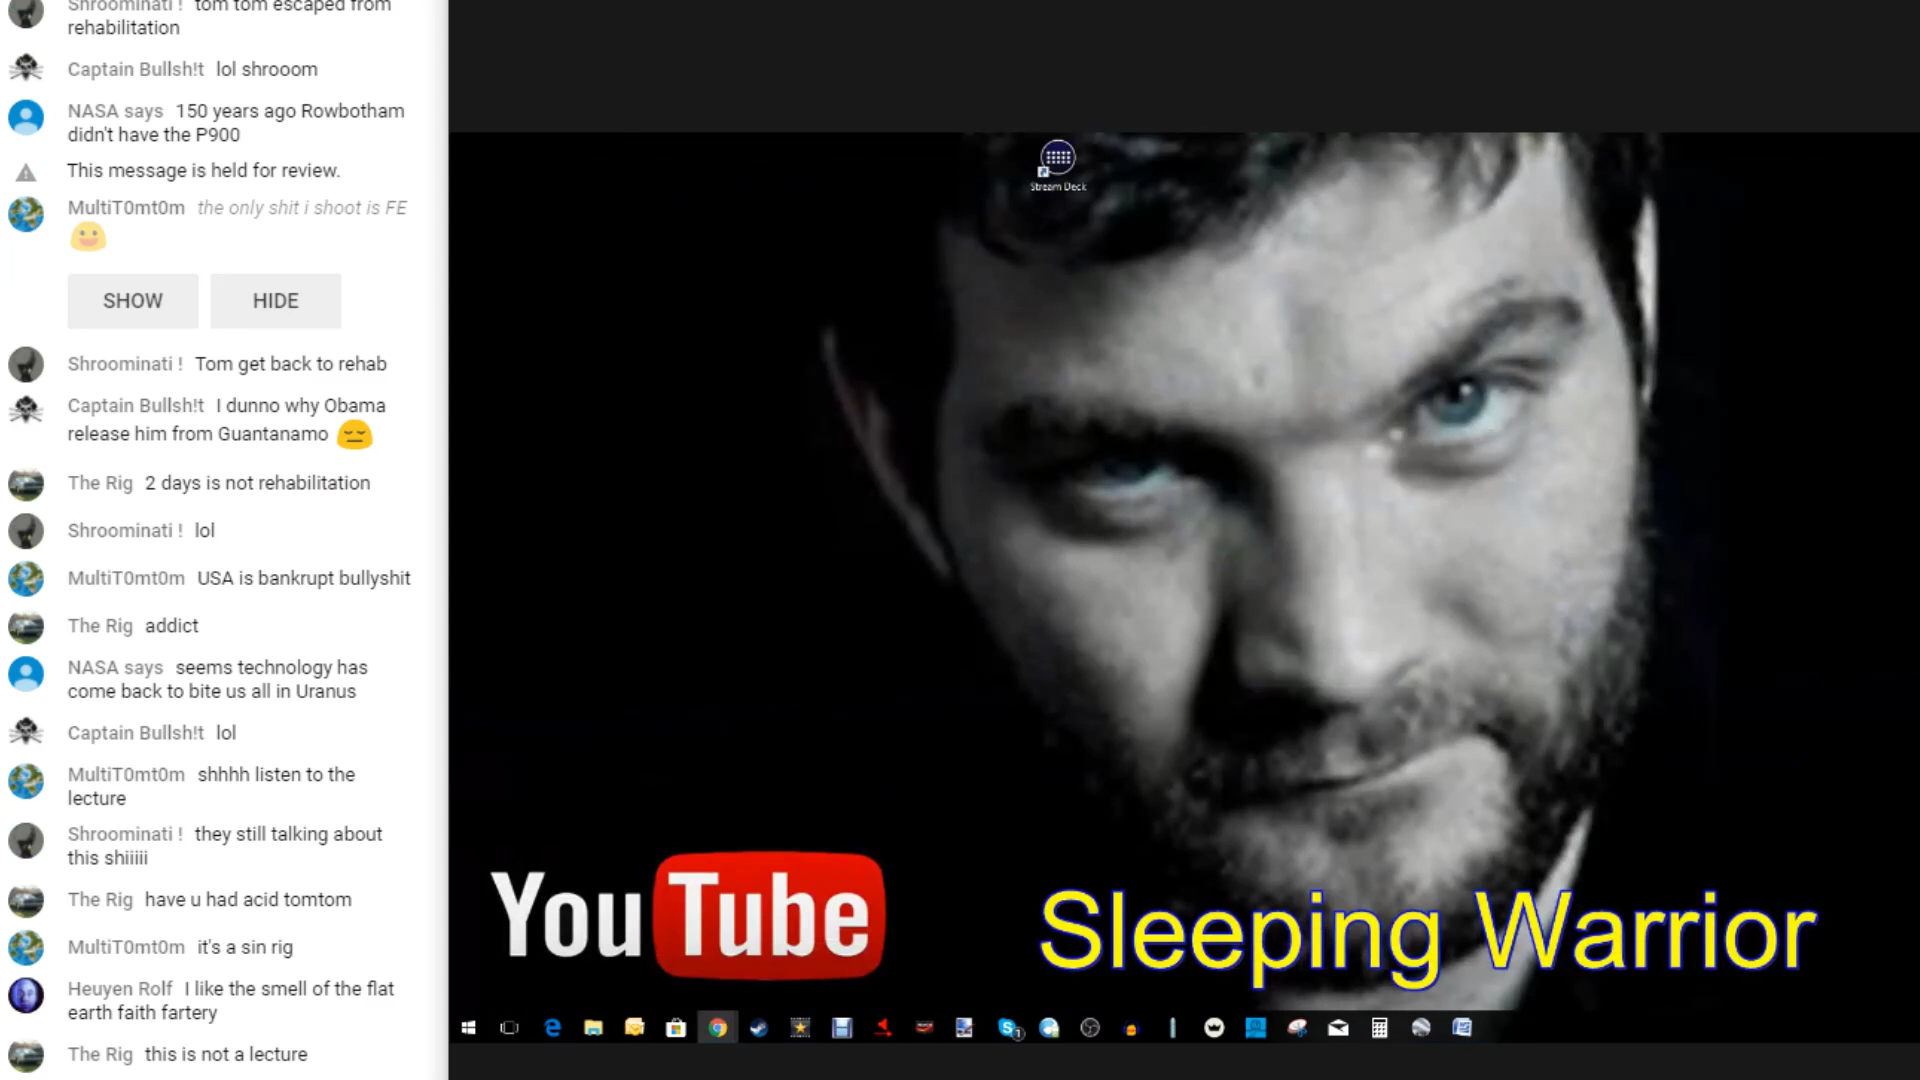 Shroominati ! tom tom escaped from
rehabilitation
Captain Bullsh!t lol shrooom
NASA says 150 years ago Rowbotham
didn't have the P900
This message is held for review.
MultiT0mt0m the only shit i shoot is FE
SHOW HIDE
Shroominati ! Tom get back to rehab
Captain Bullsh!t I dunno why Obama
release him from Guantanamo
The Rig 2 days is not rehabilitation
Shroominati ! lol
MultiT0mt0m USA is bankrupt bullyshit
The Rig addict
NASA says seems technology has
come back to bite us all in Uranus
Captain Bullsh!t lol
MultiT0mt0m shhhh listen to the
lecture
Shroominati ! they still talking about
this shiiiii
The Rig have u had acid tomtom
MultiT0mt0m it's a sin rig
Heuyen Rolf I like the smell of the flat
earth faith fartery
The Rig this is not a lecture
Stream Deck
YouTube
Sleeping Warrior